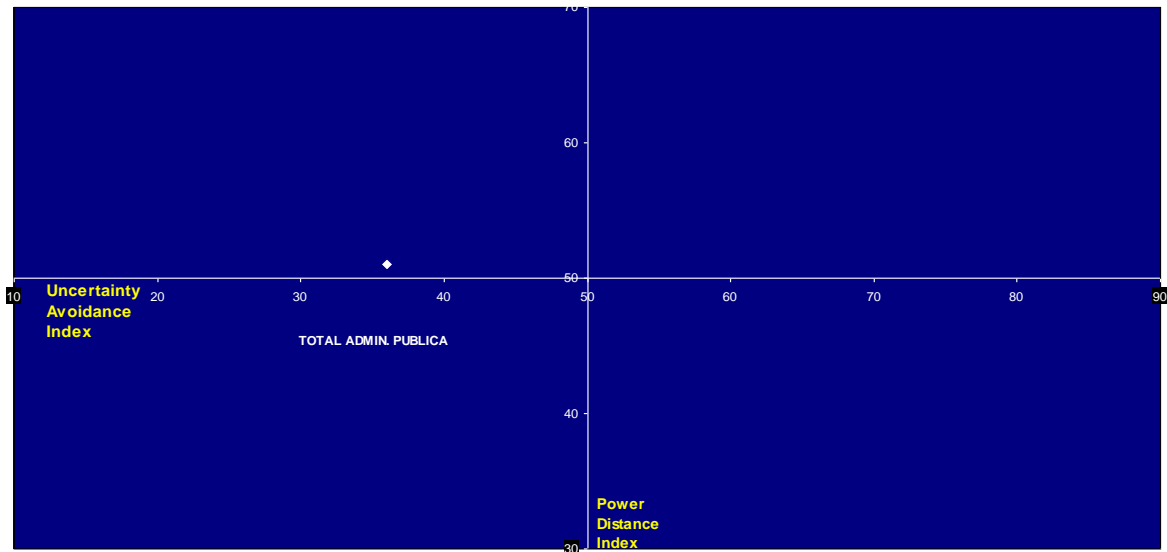 70
60
50
10
Uncertainty
Avoidance
Index
20
30
40
50
60
70
80
90
TOTAL ADMIN. PUBLICA
40
Power
Distance
Index
30